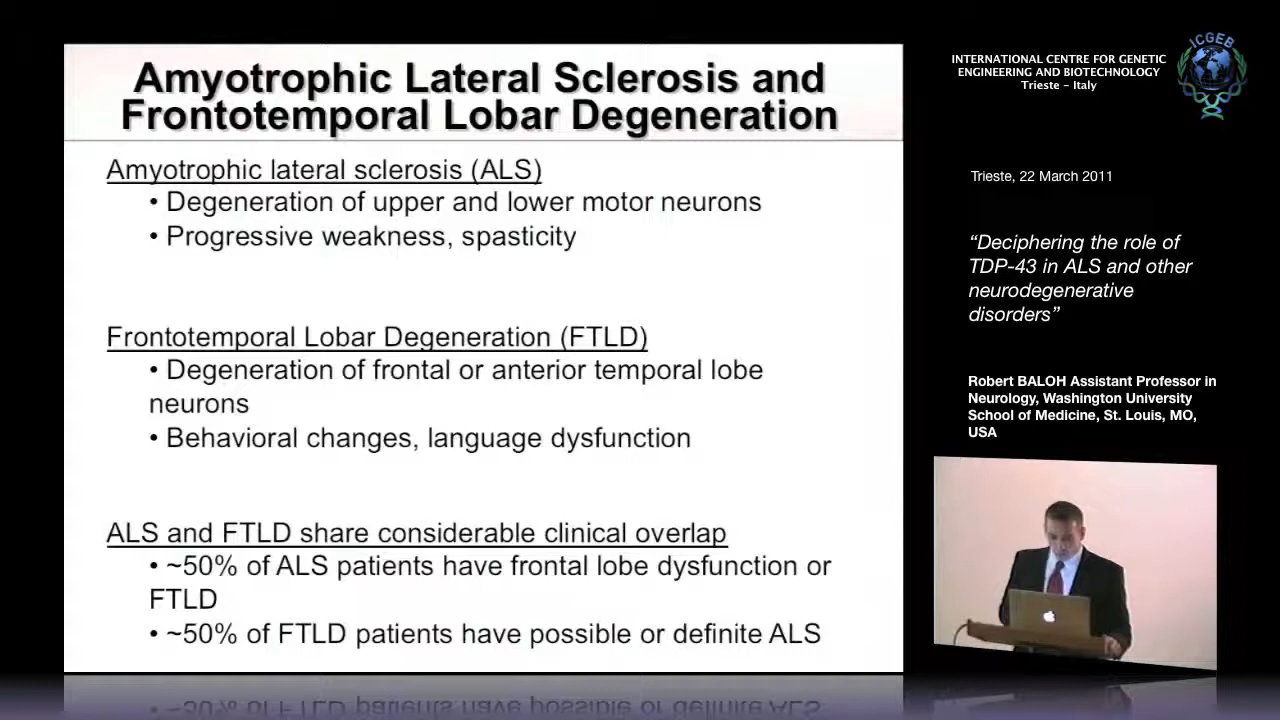 Amyotrophic Lateral Sclerosis and
Frontotemporal Lobar Degeneration
Amyotrophic lateral sclerosis (ALS)
• Degeneration of upper and lower motor neurons
• Progressive weakness, spasticity
Frontotemporal Lobar Degeneration (FTLD)
• Degeneration of frontal or anterior temporal lobe
neurons
• Behavioral changes, language dysfunction
ALS and FTLD share considerable clinical overlap
• ~50% of ALS patients have frontal lobe dysfunction or
FTLD
• ~50% of FTLD patients have possible or definite ALS
INTERNATIONAL CENTRE FOR GENETIC
ENGINEERING AND BIOTECHNOLOGY
Trieste – Italy
ICGEB
Trieste, 22 March 2011
“Deciphering the role of
TDP-43 in ALS and other
neurodegenerative
disorders”
Robert BALOH Assistant Professor in
Neurology, Washington University
School of Medicine, St. Louis, MO,
USA